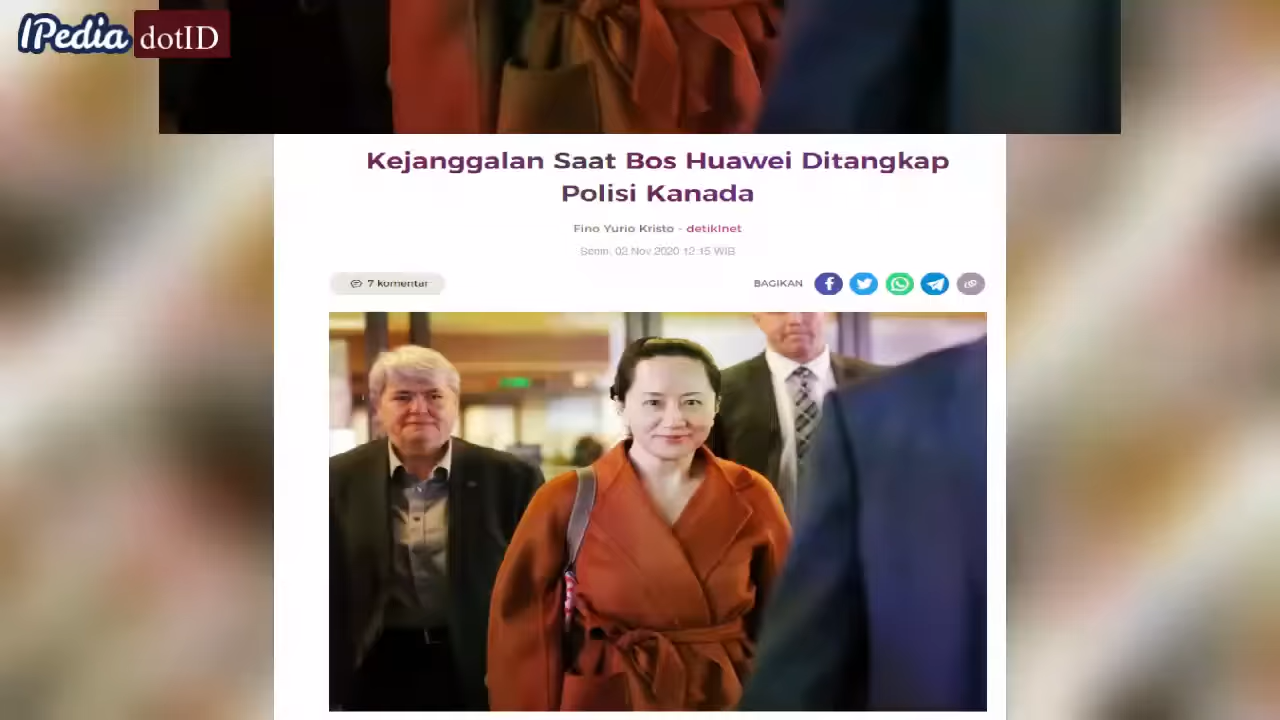 IPedia dotID
Kejanggalan Saat Bos Huawei Ditangkap
Polisi Kanada
Fino Yurio Kristo - detikInet
Senin, 02 Nov 2020 12:15 WIB
7 komentar
BAGIKAN